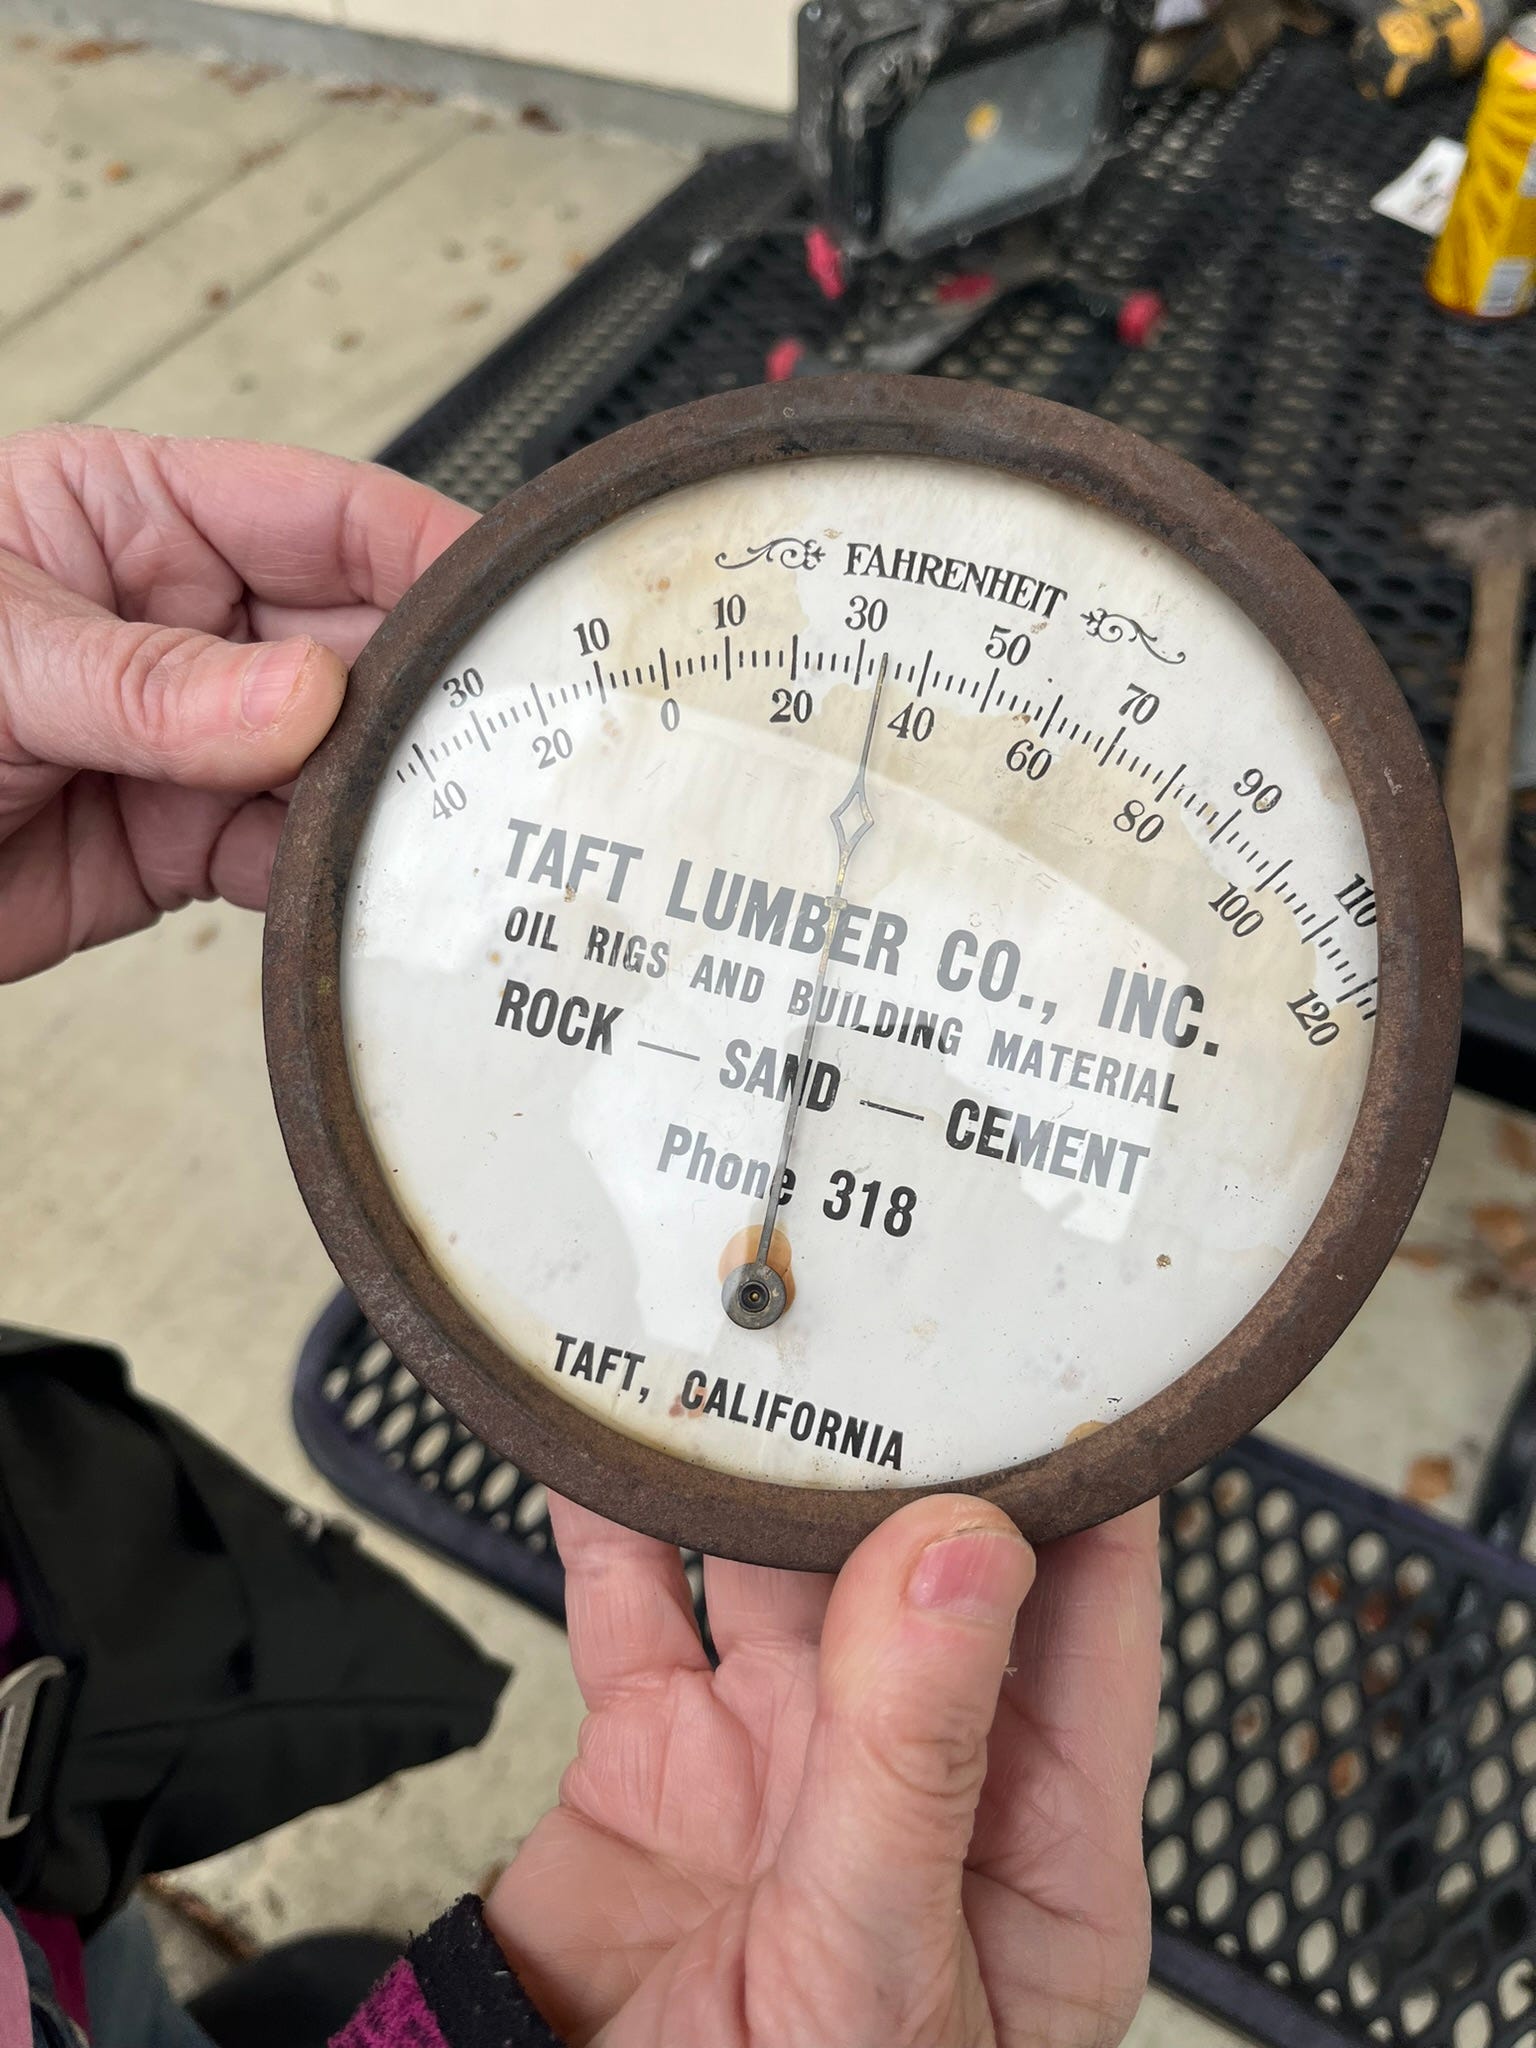 FAHRENHEIT
30 10 10 30 50 70 90 110
40 20 0 20 40 60 80 100 120
TAFT LUMBER CO., INC.
OIL RIGS AND BUILDING MATERIAL
ROCK — SAND — CEMENT
Phone 318
TAFT, CALIFORNIA